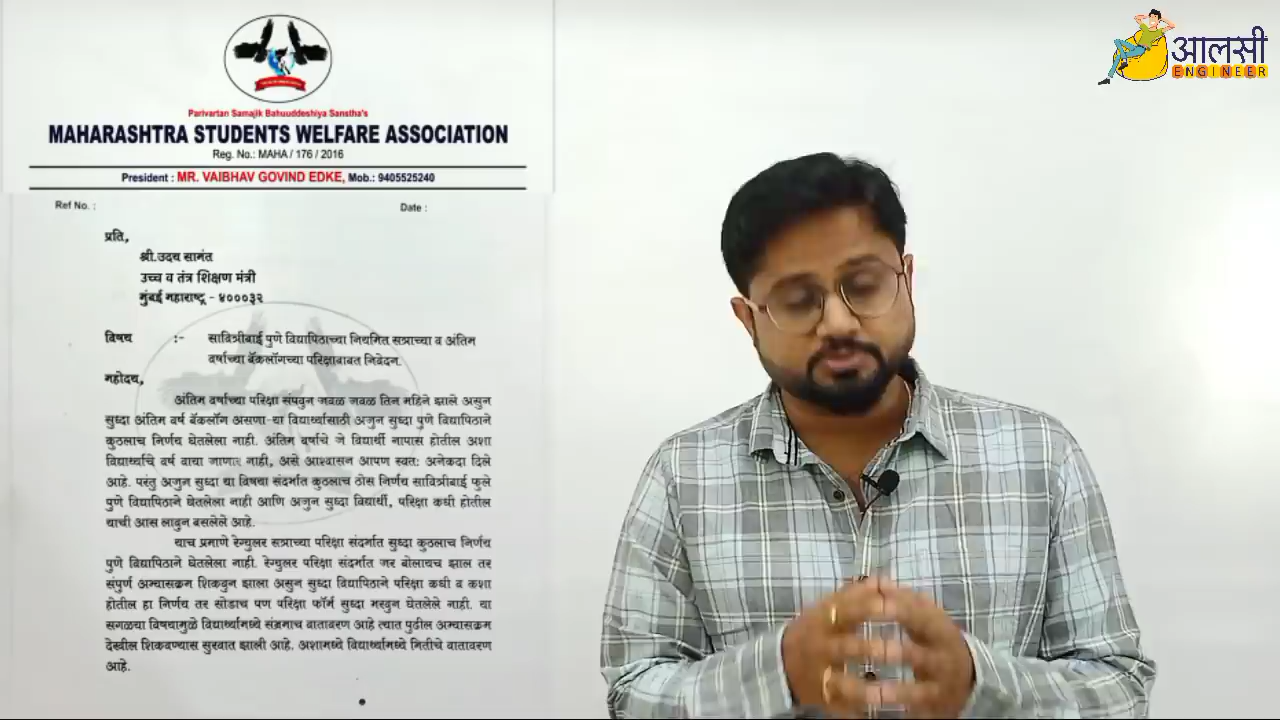 Parivartan Samajik Bahuuddeshiya Sanstha's
MAHARASHTRA STUDENTS WELFARE ASSOCIATION
Reg. No.: MAHA / 176 / 2016
President : MR. VAIBHAV GOVIND EDKE, Mob.: 9405525240
Ref No. :
Date :
प्रति,
श्री.उदय सामंत
उच्च व तंत्र शिक्षण मंत्री
मुंबई महाराष्ट्र - ४०००३२
विषय :- सावित्रीबाई पुणे विद्यापिठाच्या नियमित सत्राच्या व अंतिम
वर्षाच्या बॅकलॉगच्या परिक्षाबाबत निवेदन.
महोदय,
अंतिम वर्षाच्या परिक्षा संपवुन जवळ जवळ तिन महिने झाले असुन
सुध्दा अंतिम वर्ष बॅकलॉग असणा-या विद्यार्थ्यासाठी अजुन सुध्दा पुणे विद्यापिठाने
कुठलाच निर्णय घेतलेला नाही. अंतिम वर्षाचे जे विद्यार्थी नापास होतील अशा
विद्यार्थ्याचे वर्ष वाया जाणार नाही, असे आश्वासन आपण स्वत: अनेकदा दिले
आहे. परंतु अजुन सुध्दा या विषया संदर्भात कुठलाच ठोस निर्णय सावित्रीबाई फुले
पुणे विद्यापिठाने घेतलेला नाही आणि अजुन सुध्दा विद्यार्थी, परिक्षा कधी होतील
याची आस लावुन बसलेले आहे.
याच प्रमाणे रेग्युलर सत्राच्या परिक्षा संदर्भात सुध्दा कुठलाच निर्णय
पुणे विद्यापिठाने घेतलेला नाही. रेग्युलर परिक्षा संदर्भात जर बोलायच झाल तर
संपुर्ण अभ्यासक्रम शिकवुन झाला असुन सुध्दा विद्यापिठाने परिक्षा कधी व कशा
होतील हा निर्णय तर सोडाच पण परिक्षा फॉर्म सुध्दा भरवुन घेतलेले नाही. या
सगळया विषयामुळे विद्यार्थ्यामध्ये संभ्रमाच वातावरण आहे त्यात पुढील अभ्यासक्रम
देखील शिकवण्यास सुरवात झाली आहे. अशामध्ये विद्यार्थ्यामध्ये भितीचे वातावरण
आहे.
आलसी
ENGINEER